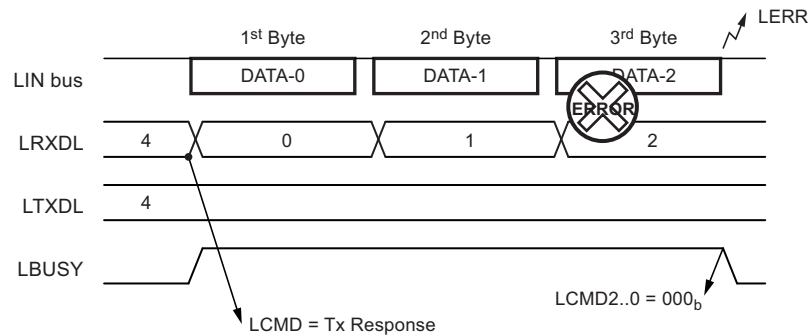 LERR
1st Byte 2nd Byte 3rd Byte
LIN bus DATA-0 DATA-1 DATA-2
ERROR
LRXDL 4 0 1 2
LTXDL 4
LBUSY
LCMD2..0 = 000b
LCMD = Tx Response